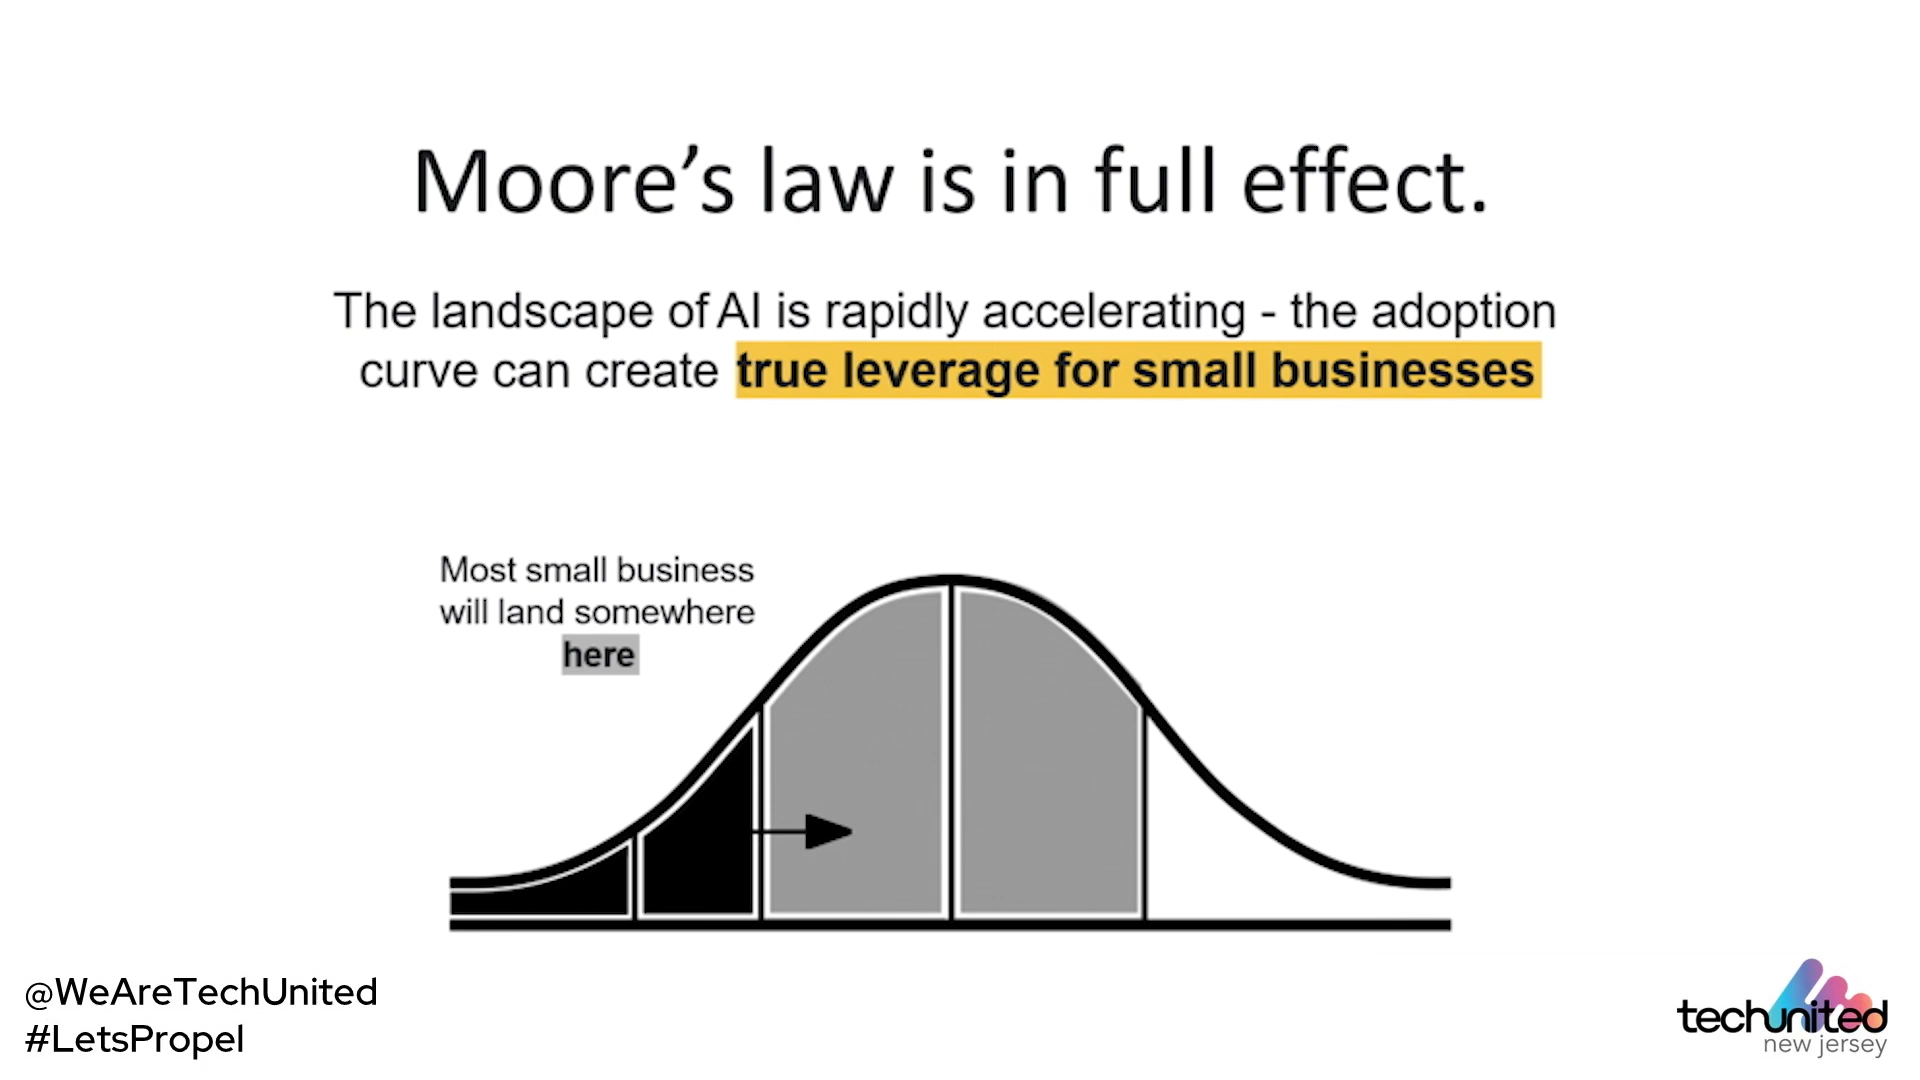 Moore’s law is in full effect.
The landscape of AI is rapidly accelerating - the adoption
curve can create true leverage for small businesses
Most small business
will land somewhere
here
@WeAreTechUnited
#LetsPropel
techunited
new jersey